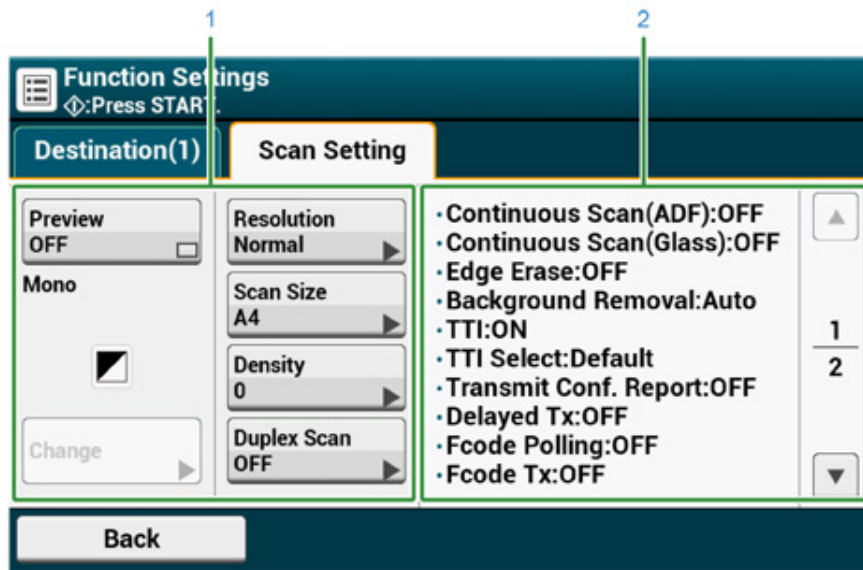 1
2
Function Settings
:Press START.
Destination(1)
Scan Setting
Preview
OFF
Mono
Change
Resolution
Normal
Scan Size
A4
Density
0
Duplex Scan
OFF
·Continuous Scan(ADF):OFF
·Continuous Scan(Glass):OFF
·Edge Erase:OFF
·Background Removal:Auto
·TTI:ON
·TTI Select:Default
·Transmit Conf. Report:OFF
·Delayed Tx:OFF
·Fcode Polling:OFF
·Fcode Tx:OFF
1
2
Back